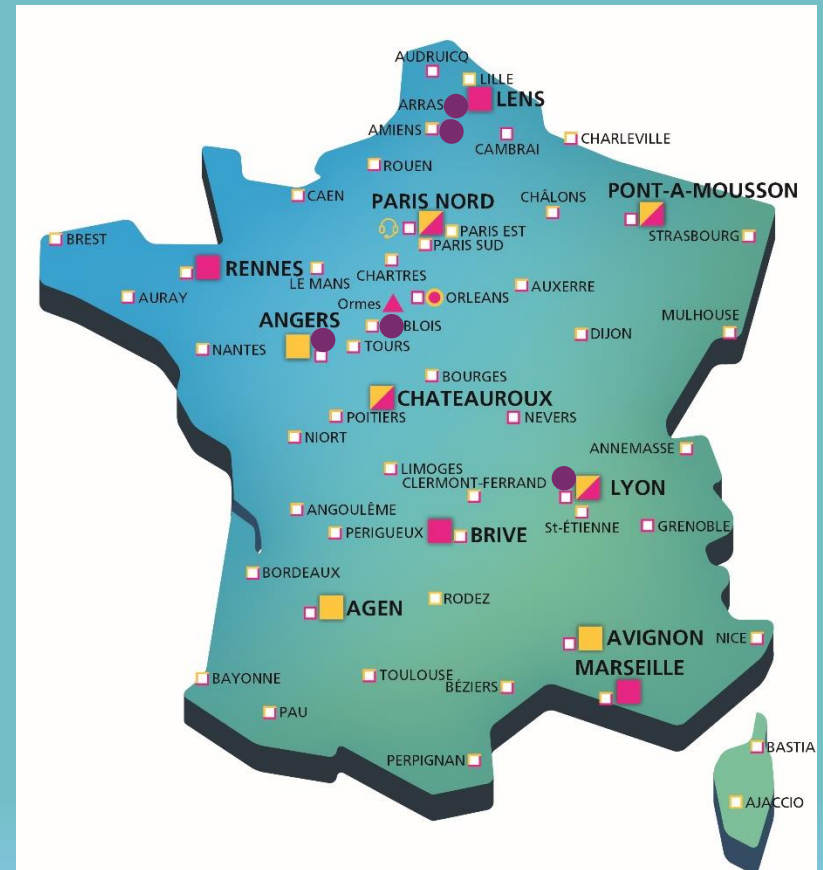 AUDRUICQ
LILLE
ARRAS
LENS
AMIENS
CAMBRAI
CHARLEVILLE
ROUEN
CAEN
PARIS NORD
CHÂLONS
PONT-A-MOUSSON
BREST
PARIS EST
STRASBOURG
PARIS SUD
RENNES
LE MANS
CHARTRES
AURAY
Ormes
ORLEANS
AUXERRE
ANGERS
BLOIS
MULHOUSE
NANTES
TOURS
DIJON
BOURGES
CHATEAUROUX
POITIERS
NEVERS
NIORT
ANNEMASSE
LIMOGES
CLERMONT-FERRAND
LYON
ANGOULÊME
St-ÉTIENNE
GRENOBLE
PERIGUEUX
BRIVE
BORDEAUX
AGEN
RODEZ
AVIGNON
NICE
MARSEILLE
BAYONNE
TOULOUSE
BÉZIERS
PAU
PERPIGNAN
BASTIA
AJACCIO